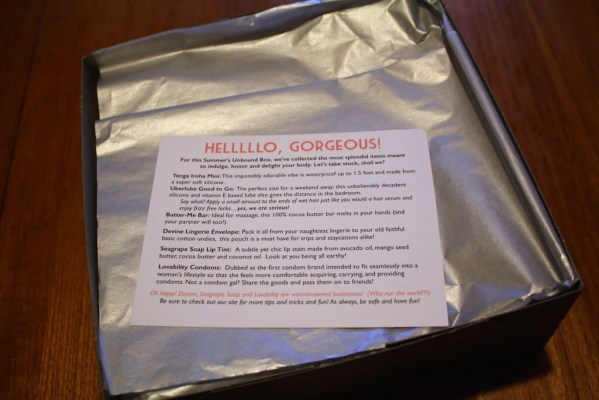 HELLLLLO, GORGEOUS!
For this Summer's Unbound Box, we've collected the most splendid items meant
to indulge, honor and delight your body. Let's take stock, shall we?
Tenga Iroha Mini: This impossibly adorable vibe is waterproof up to 1.5 feet and made from
a super soft silicone.
Uberlube Good to Go: The perfect size for a weekend away, this unbelievably decadent
silicone and vitamin E based lube also goes the distance in the bedroom.
Say what? Apply a small amount to the ends of wet hair just like you would a hair serum and
enjoy frizz free locks... yes, we are serious!
Butter-Me Bar: Ideal for massage, this 100% cocoa butter bar melts in your hands (and
your partner will too!).
Devine Lingerie Envelope: Pack it all from your naughtiest lingerie to your old faithful
basic cotton undies, this pouch is a must have for trips and staycations alike!
Seagrape Soap Lip Tint: A subtle yet chic lip stain made from avocado oil, mango seed
butter, cocoa butter and coconut oil. Look at you being all earthy!
Lovability Condoms: Dubbed as the first condom brand intended to fit seamlessly into a
woman's lifestyle so that she feels more comfortable acquiring, carrying, and providing
condoms. Not a condom gal? Share the goods and pass them on to friends!
Oh heyyy! Devine, Seagrape Soap and Lovability are women-owned businesses! (Who run the world?!?)
Be sure to check out our site for more tips and tricks and fun! As always, be safe and have fun!